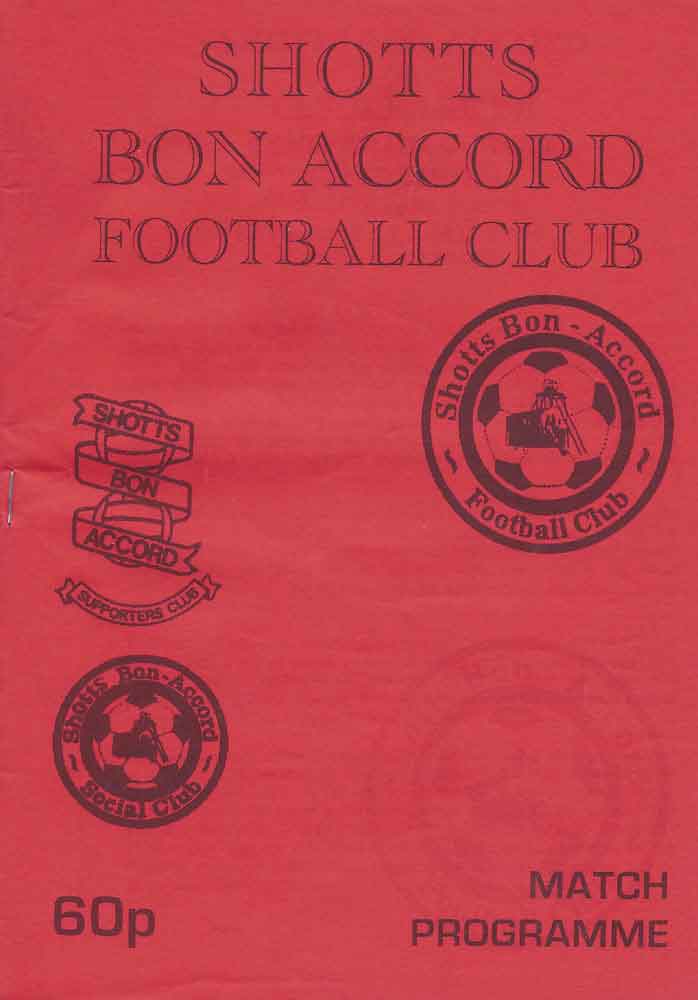 SHOTTS
BON ACCORD
FOOTBALL CLUB
Shotts Bon - Accord
Football Club
SHOTTS
BON
ACCORD
SUPPORTERS CLUB
Shotts Bon-Accord
Social Club
60p
MATCH
PROGRAMME